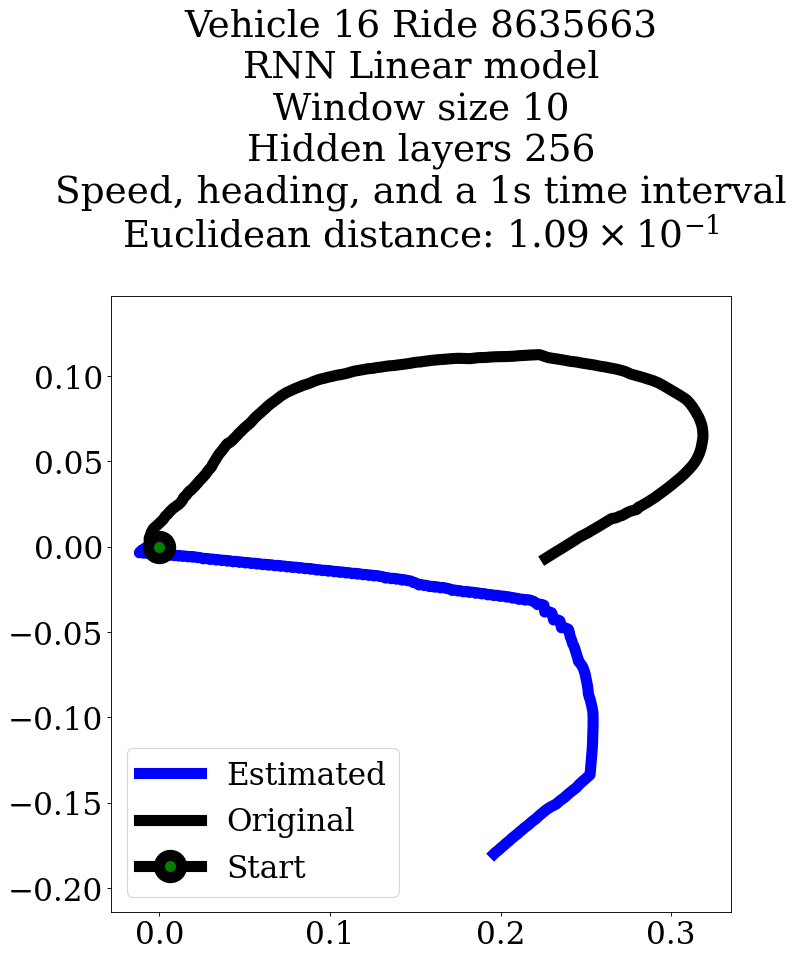 Vehicle 16 Ride 8635663
RNN Linear model
Window size 10
Hidden layers 256
Speed, heading, and a 1s time interval
Euclidean distance: 1.09 × 10⁻¹
0.10
0.05
0.00
−0.05
−0.10
−0.15
−0.20
Estimated
Original
Start
0.0 0.1 0.2 0.3